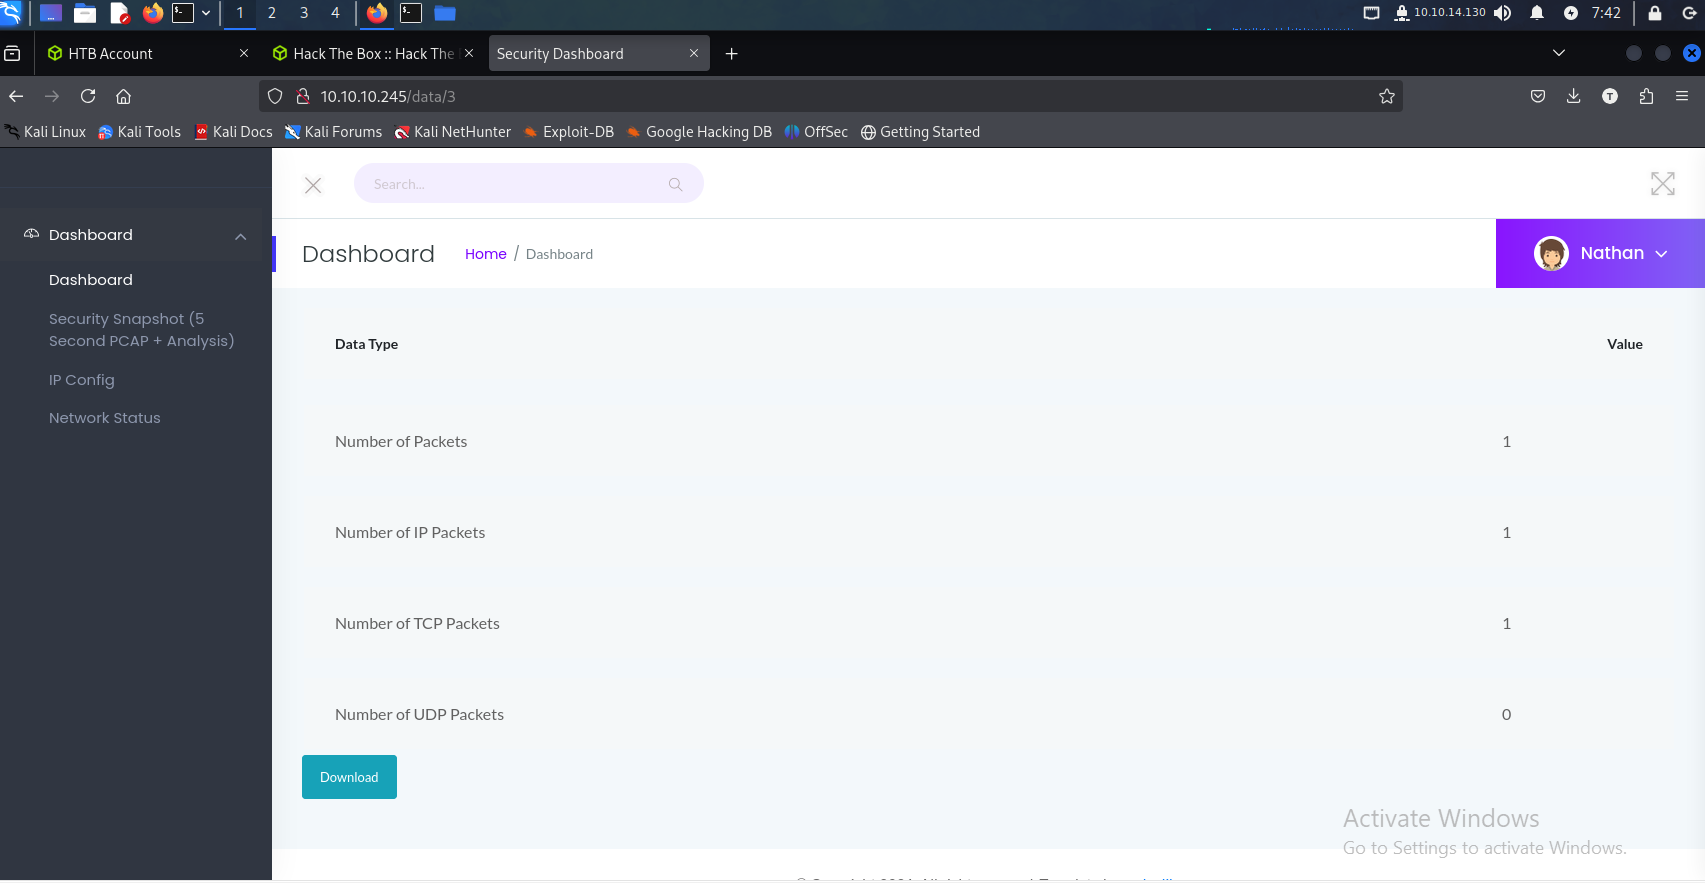 1 2 3 4 10.10.14.130 7:42
HTB Account Hack The Box :: Hack The Security Dashboard
10.10.10.245/data/3 T
Kali Linux Kali Tools Kali Docs Kali Forums Kali NetHunter Exploit-DB Google Hacking DB OffSec Getting Started
Search...
Dashboard
Dashboard
Security Snapshot (5
Second PCAP + Analysis)
IP Config
Network Status
Dashboard Home / Dashboard Nathan
Data Type Value
Number of Packets 1
Number of IP Packets 1
Number of TCP Packets 1
Number of UDP Packets 0
Download
Activate Windows
Go to Settings to activate Windows.